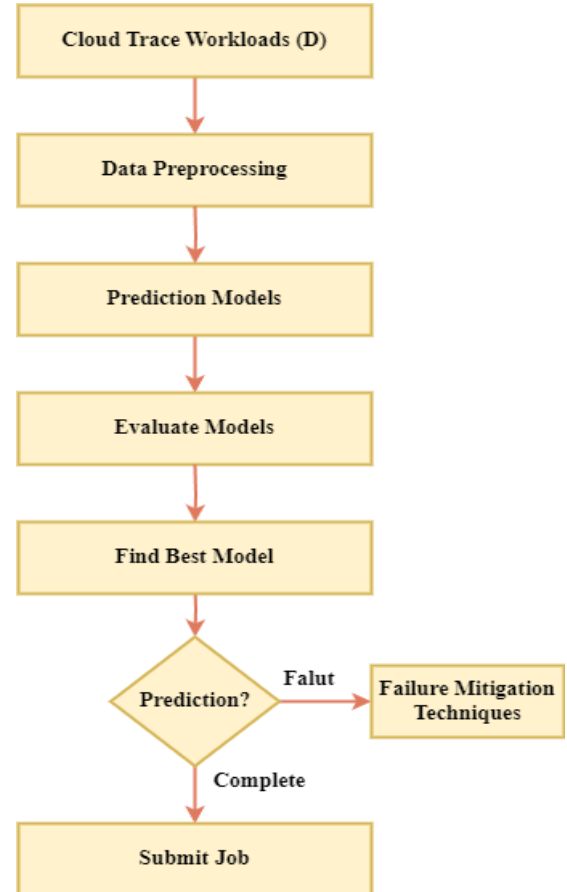 Cloud Trace Workloads (D)
Data Preprocessing
Prediction Models
Evaluate Models
Find Best Model
Prediction?
Falut
Failure Mitigation
Techniques
Complete
Submit Job